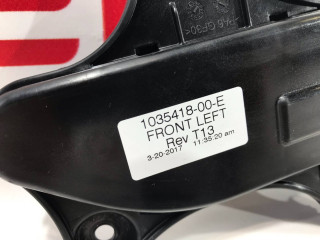 1035418-00-E
FRONT LEFT
Rev T13
3-20-2017 11:35:20 am